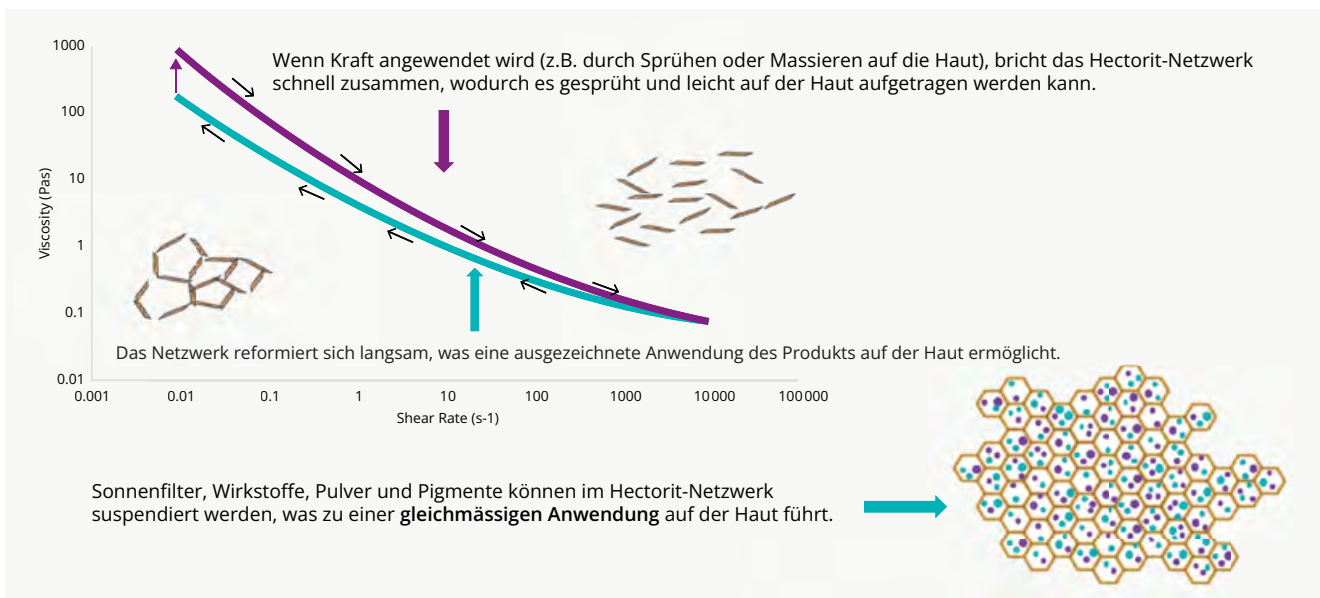 Wenn Kraft angewendet wird (z.B. durch Sprühen oder Massieren auf die Haut), bricht das Hectorit-Netzwerk
schnell zusammen, wodurch es gesprüht und leicht auf der Haut aufgetragen werden kann.
1000
100
10
1
0.1
0.01
Viscosity (Pas)
Das Netzwerk reformiert sich langsam, was eine ausgezeichnete Anwendung des Produkts auf der Haut ermöglicht.
0.001 0.01 0.1 1 10 100 1000 10000 100000
Shear Rate (s-1)
Sonnenfilter, Wirkstoffe, Pulver und Pigmente können im Hectorit-Netzwerk
suspendiert werden, was zu einer gleichmässigen Anwendung auf der Haut führt.